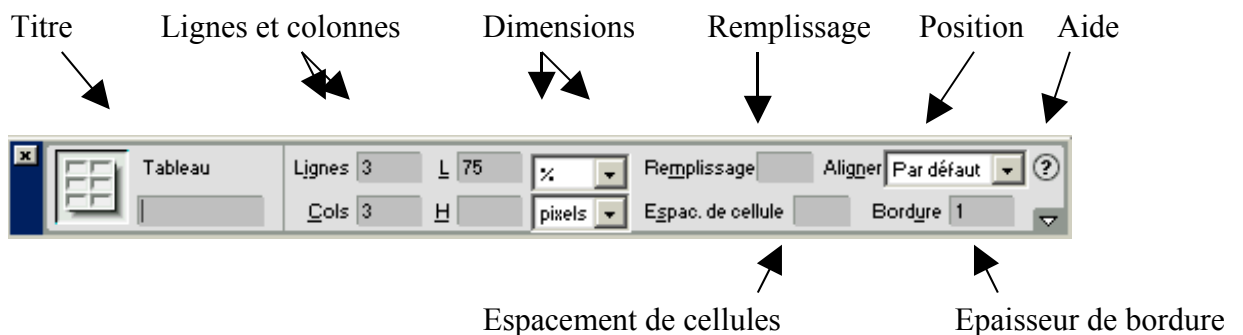 Titre Lignes et colonnes Dimensions Remplissage Position Aide
Tableau Lignes 3 L 75 % Remplissage Aligner Par défaut ?
Cols 3 H pixels Espac. de cellule Bordure 1
Espacement de cellules Epaisseur de bordure